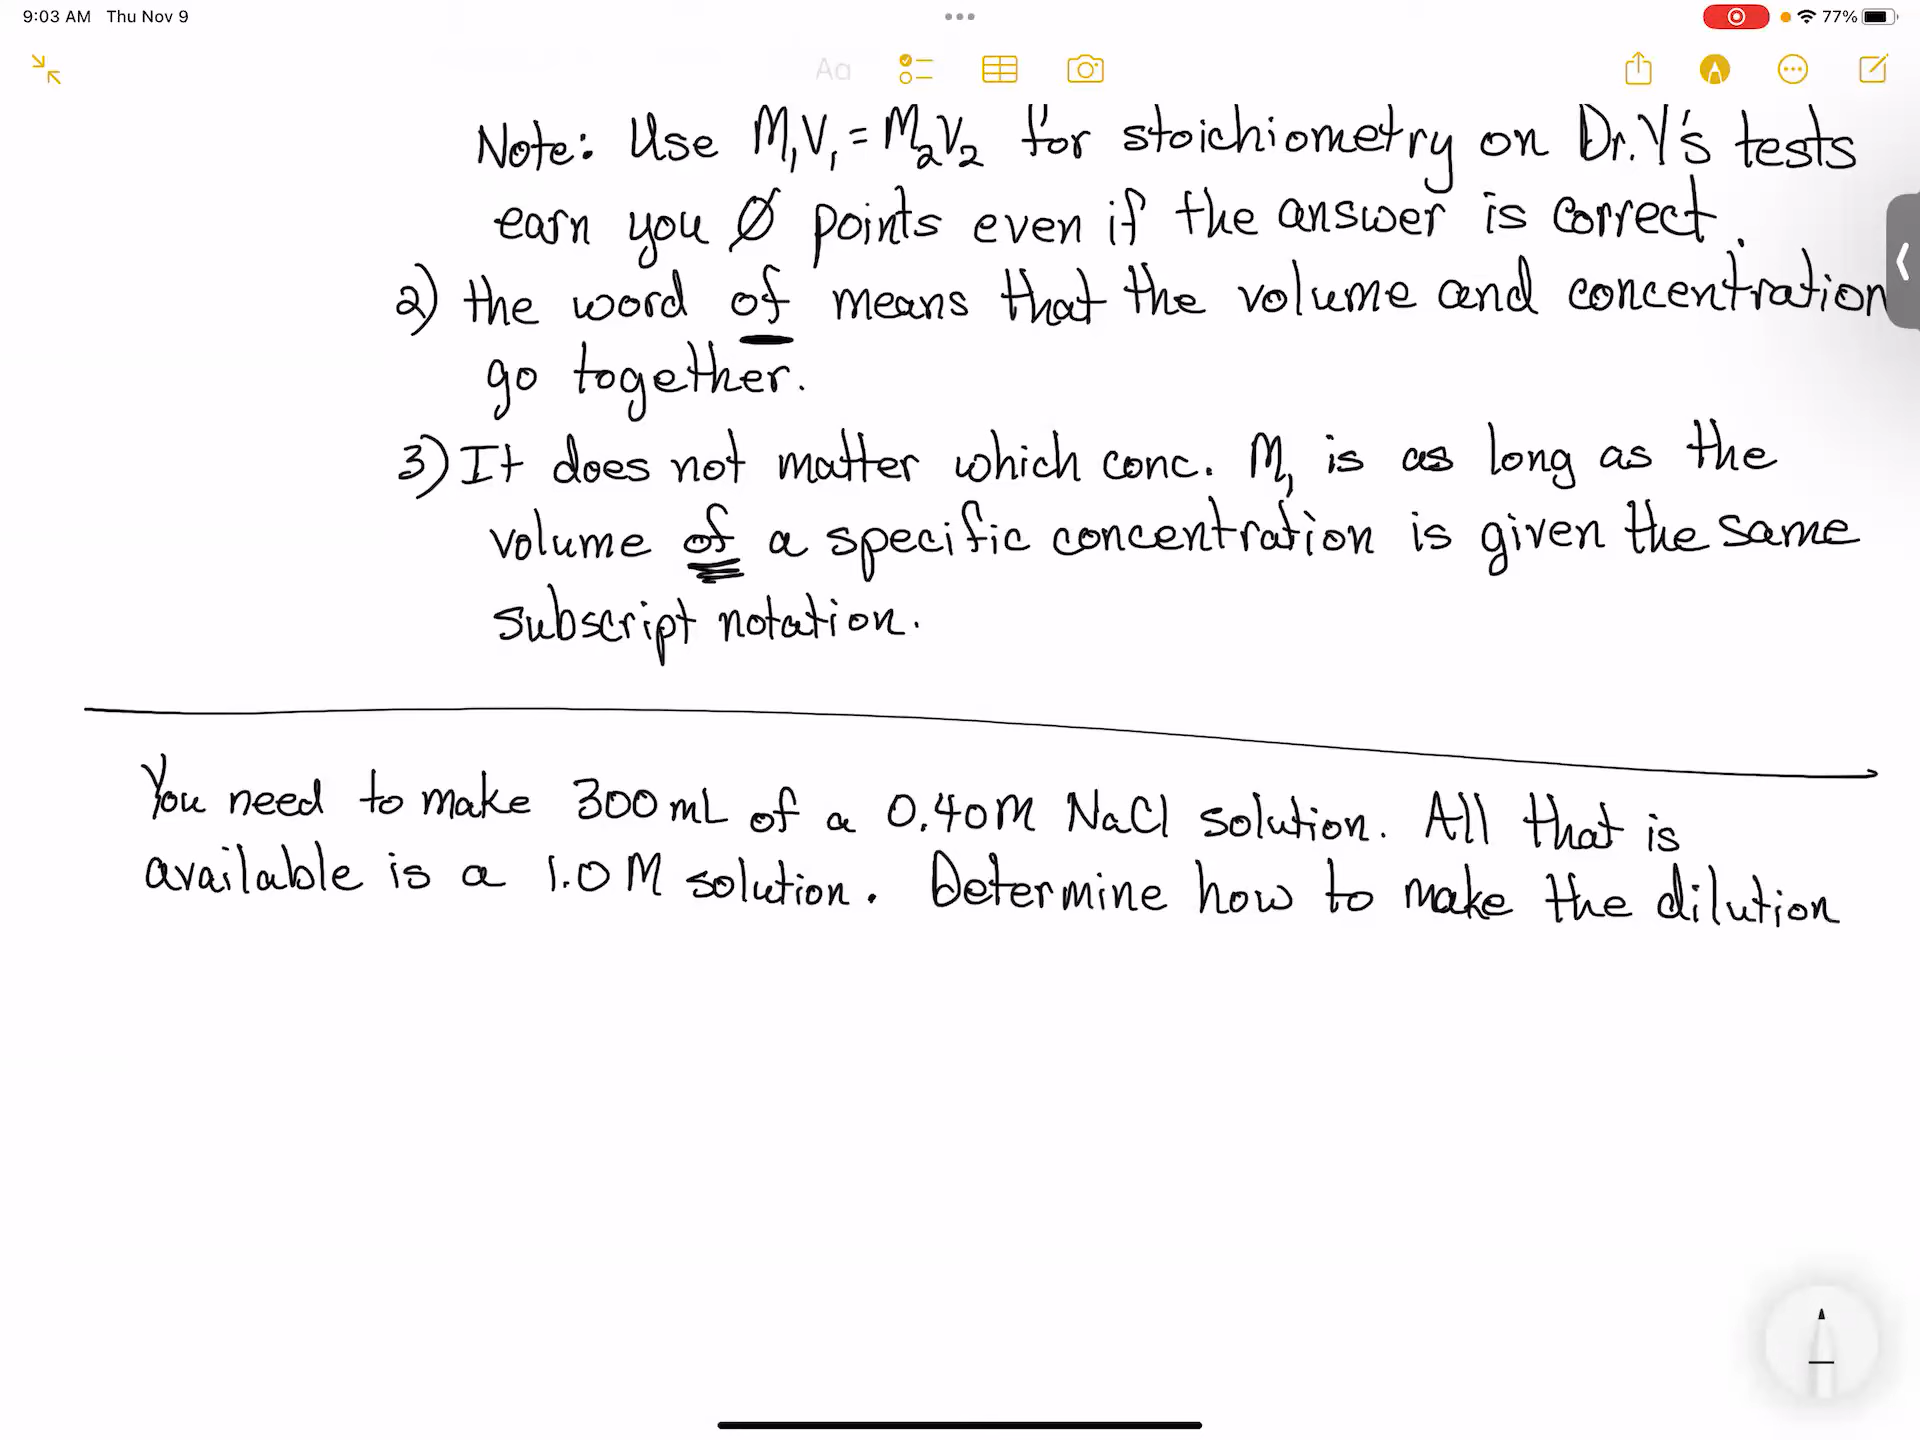 9:03 AM Thu Nov 9
77%
Aa
Note: Use M₁V₁ = M₂V₂ for stoichiometry on Dr. Y's tests
earn you Ø points even if the answer is correct.
2) the word of means that the volume and concentration
go together.
3) It does not matter which conc. M₁ is as long as the
volume of a specific concentration is given the same
subscript notation.
You need to make 300 mL of a 0.40M NaCl solution. All that is
available is a 1.0 M solution. Determine how to make the dilution